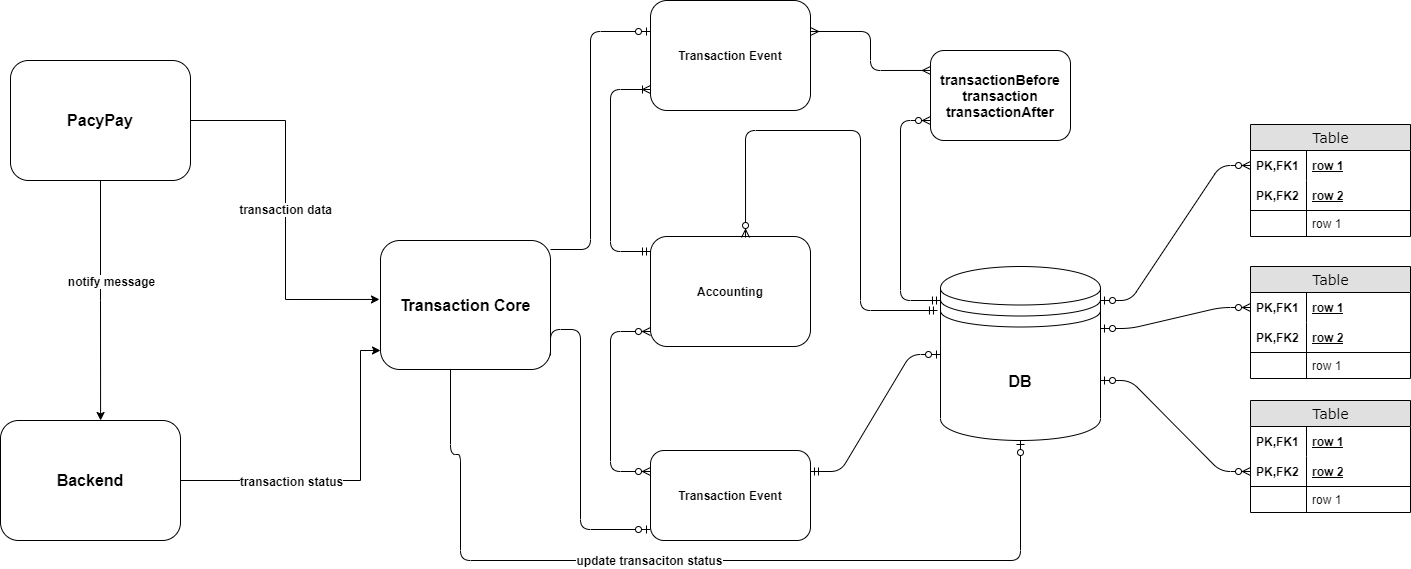 PacyPay
transaction data
notify message
Backend
transaction status
Transaction Core
update transaciton status
Transaction Event
transactionBefore
transaction
transactionAfter
Accounting
Transaction Event
DB
Table
PK,FK1 row 1
PK,FK2 row 2
row 1
Table
PK,FK1 row 1
PK,FK2 row 2
row 1
Table
PK,FK1 row 1
PK,FK2 row 2
row 1